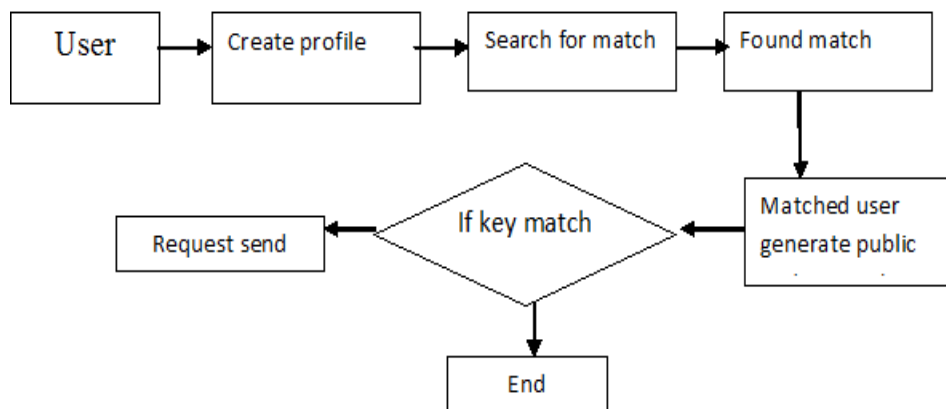 User
Create profile
Search for match
Found match
Matched user
generate public
If key match
Request send
End